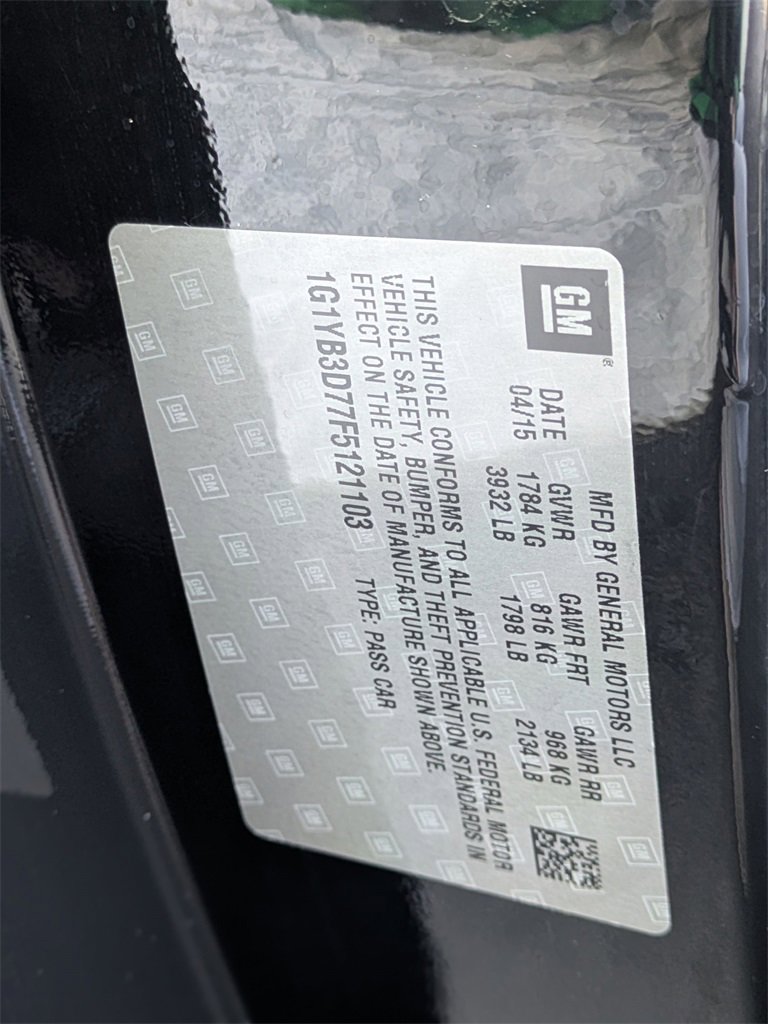 GM®
MFD BY GENERAL MOTORS LLC
DATE GVWR GAWR FRT GAWR RR
04/15 1784 KG 816 KG 968 KG
3932 LB 1798 LB 2134 LB
THIS VEHICLE CONFORMS TO ALL APPLICABLE U.S. FEDERAL MOTOR
VEHICLE SAFETY, BUMPER, AND THEFT PREVENTION STANDARDS IN
EFFECT ON THE DATE OF MANUFACTURE SHOWN ABOVE.
1G1YB3D77F5121103 TYPE: PASS CAR